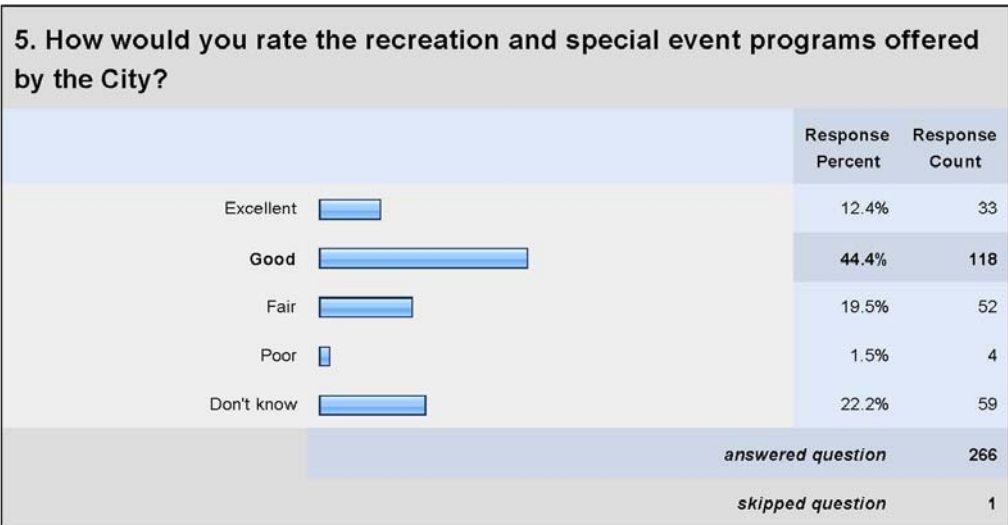 5. How would you rate the recreation and special event programs offered
by the City?
Response Percent Response Count
Excellent 12.4% 33
Good 44.4% 118
Fair 19.5% 52
Poor 1.5% 4
Don't know 22.2% 59
answered question 266
skipped question 1